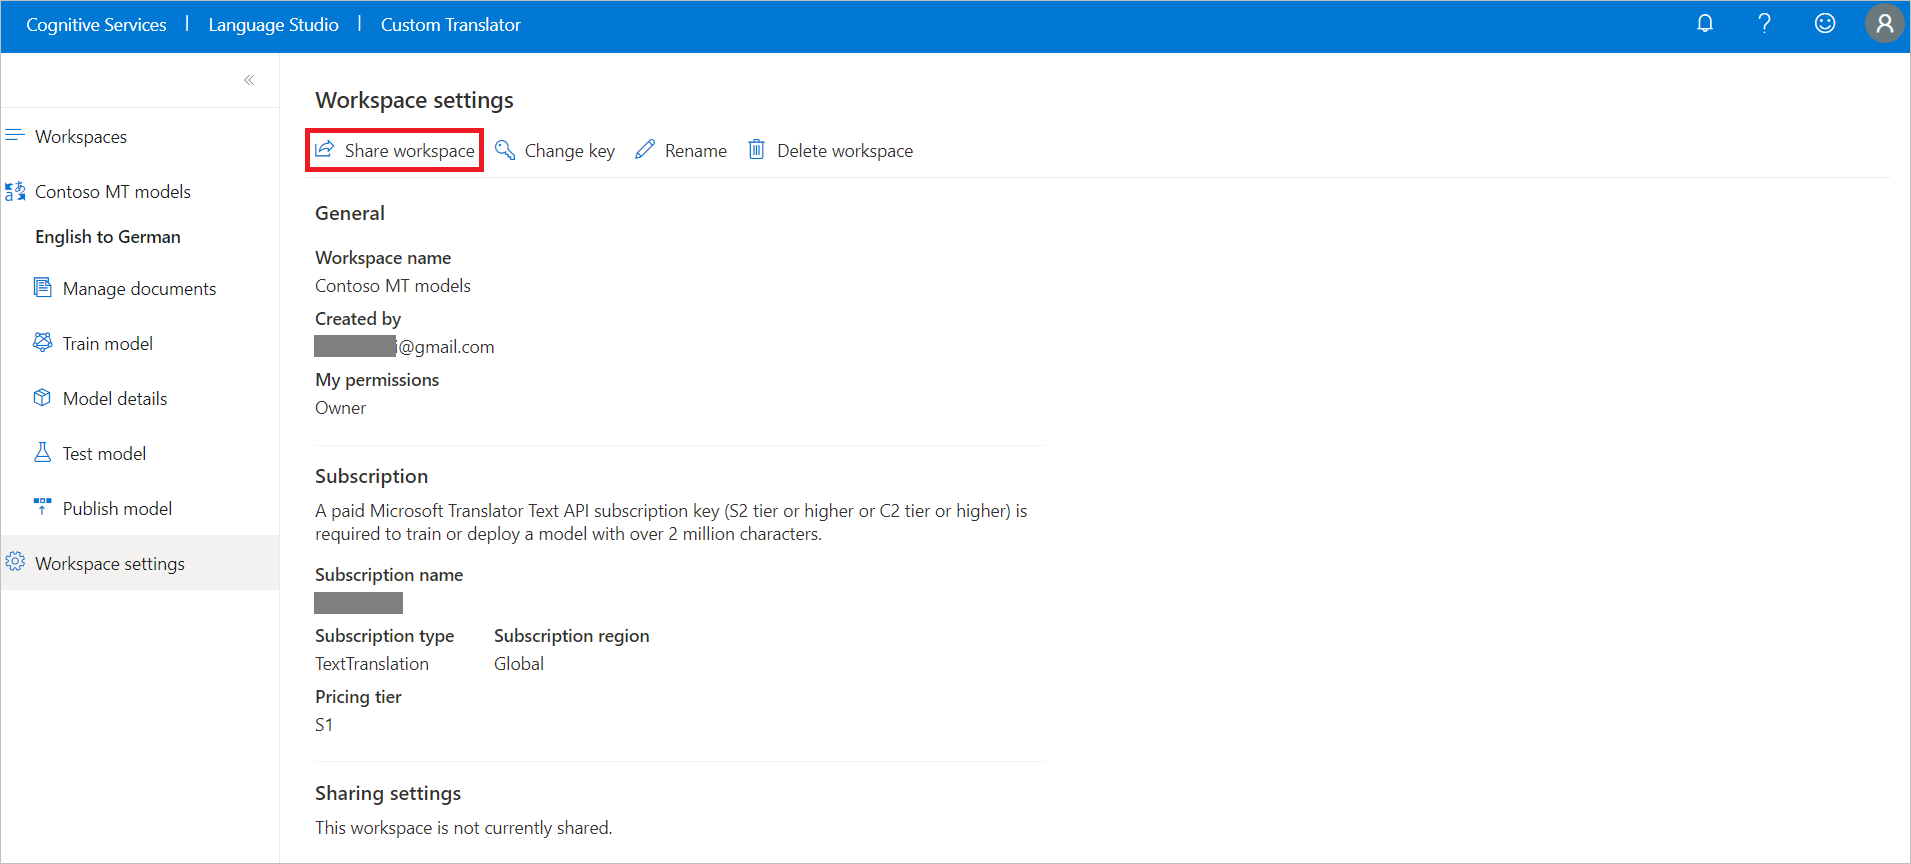 Cognitive Services | Language Studio | Custom Translator
Workspaces
Contoso MT models
English to German
Manage documents
Train model
Model details
Test model
Publish model
Workspace settings
Workspace settings
Share workspace Change key Rename Delete workspace
General
Workspace name
Contoso MT models
Created by
i@gmail.com
My permissions
Owner
Subscription
A paid Microsoft Translator Text API subscription key (S2 tier or higher or C2 tier or higher) is
required to train or deploy a model with over 2 million characters.
Subscription name
Subscription type Subscription region
TextTranslation Global
Pricing tier
S1
Sharing settings
This workspace is not currently shared.